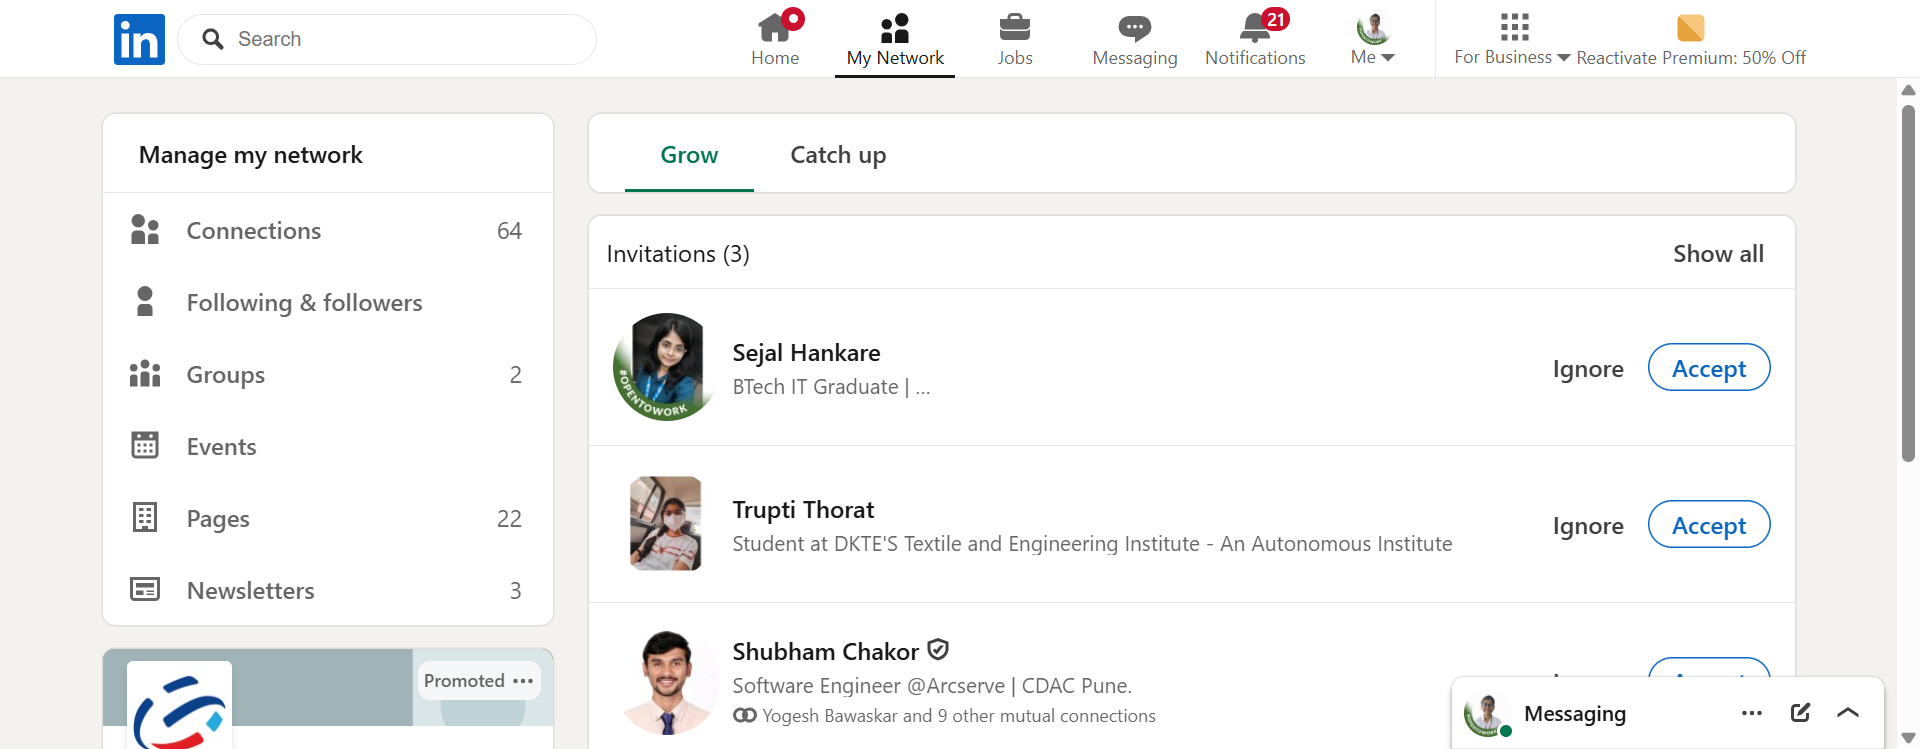 in
Search
Home
My Network
Jobs
Messaging
21
Notifications
Me
For Business
Reactivate Premium: 50% Off
Manage my network
Connections 64
Following & followers
Groups 2
Events
Pages 22
Newsletters 3
Promoted
Grow Catch up
Invitations (3) Show all
#OPENTOWORK
Sejal Hankare
BTech IT Graduate | ...
Ignore Accept
Trupti Thorat
Student at DKTE'S Textile and Engineering Institute - An Autonomous Institute
Ignore Accept
Shubham Chakor
Software Engineer @Arcserve | CDAC Pune.
Yogesh Bawaskar and 9 other mutual connections
Messaging